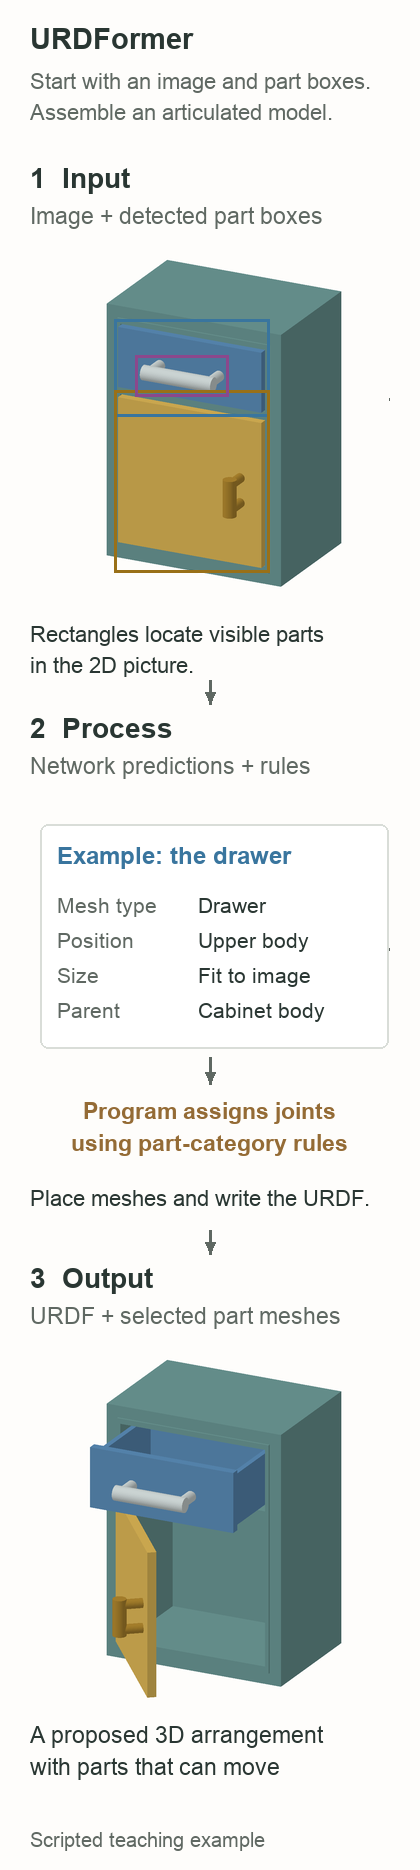 URDFormer
Start with an image and part boxes.
Assemble an articulated model.
1 Input
Image + detected part boxes
Rectangles locate visible parts
in the 2D picture.
2 Process
Network predictions + rules
Example: the drawer
Mesh type Drawer
Position Upper body
Size Fit to image
Parent Cabinet body
Program assigns joints
using part-category rules
Place meshes and write the URDF.
3 Output
URDF + selected part meshes
A proposed 3D arrangement
with parts that can move
Scripted teaching example